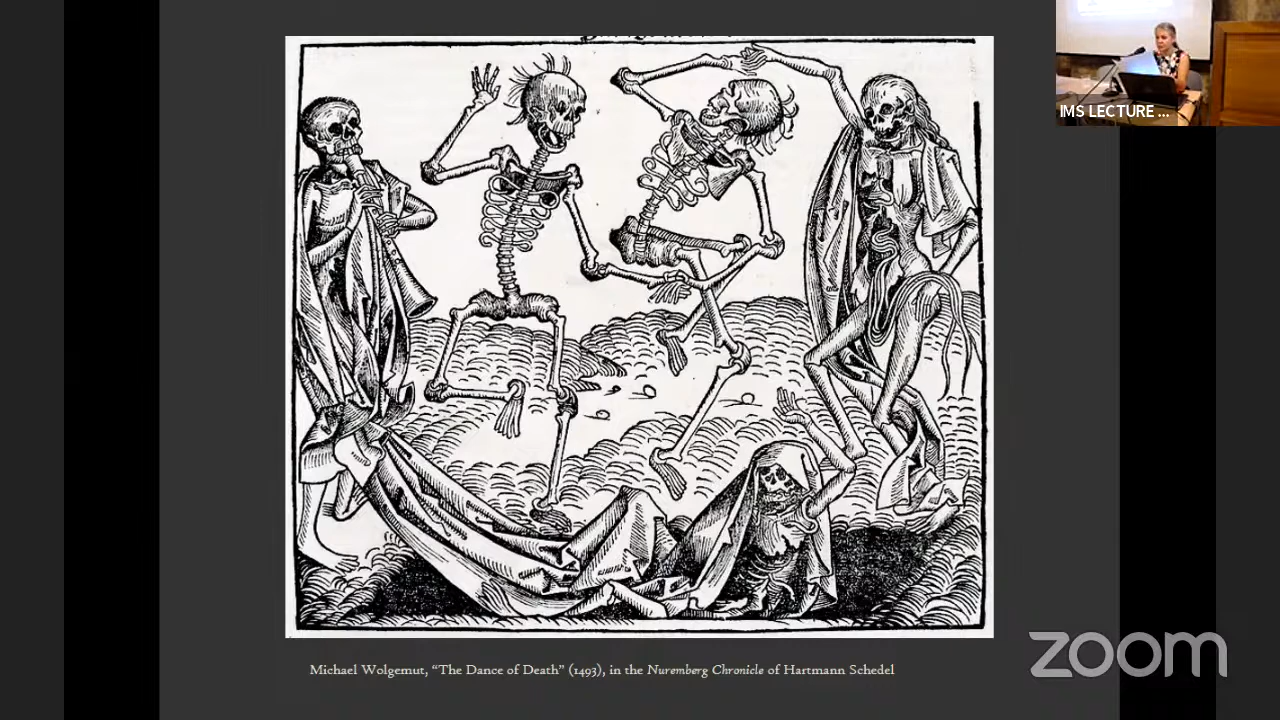 IMS LECTURE ...
zoom
Michael Wolgemut, “The Dance of Death” (1493), in the Nuremberg Chronicle of Hartmann Schedel